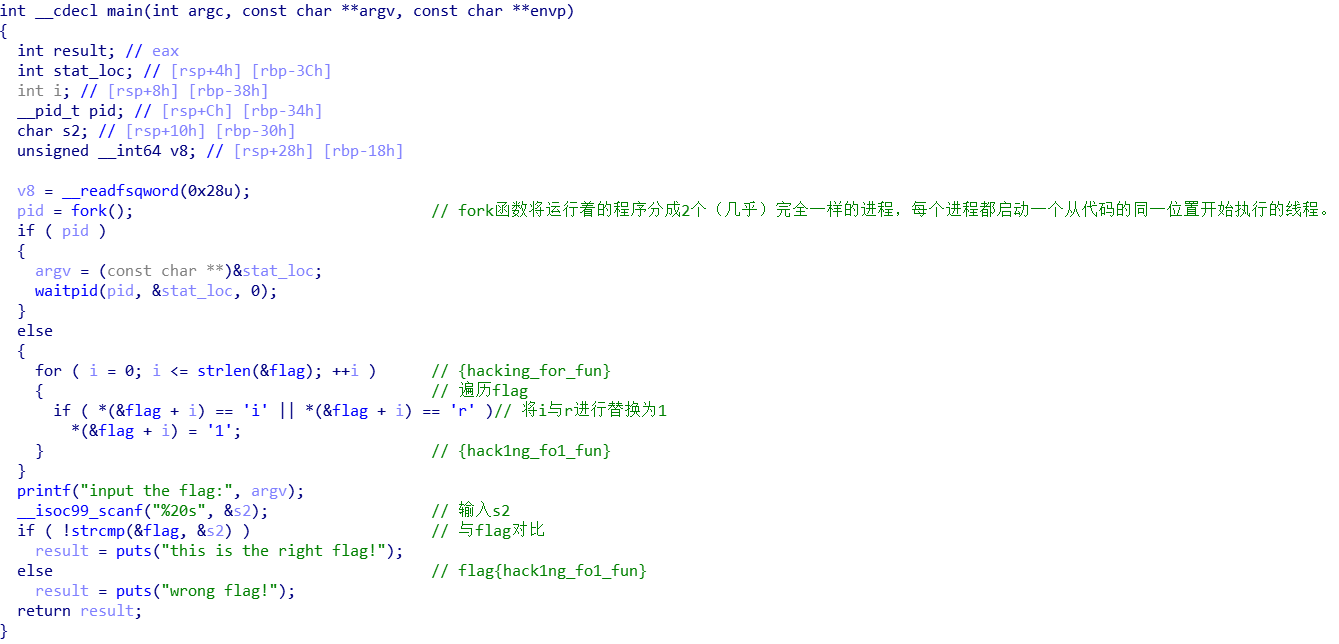 int __cdecl main(int argc, const char **argv, const char **envp)
{
  int result; // eax
  int stat_loc; // [rsp+4h] [rbp-3Ch]
  int i; // [rsp+8h] [rbp-38h]
  __pid_t pid; // [rsp+Ch] [rbp-34h]
  char s2; // [rsp+10h] [rbp-30h]
  unsigned __int64 v8; // [rsp+28h] [rbp-18h]

  v8 = __readfsqword(0x28u);
  pid = fork();                                 // fork函数将运行着的程序分成2个（几乎）完全一样的进程，每个进程都启动一个从代码的同一位置开始执行的线程。
  if ( pid )
  {
    argv = (const char **)&stat_loc;
    waitpid(pid, &stat_loc, 0);
  }
  else
  {
    for ( i = 0; i <= strlen(&flag); ++i )      // {hacking_for_fun}
    {                                           // 遍历flag
      if ( *(&flag + i) == 'i' || *(&flag + i) == 'r' )// 将i与r进行替换为1
        *(&flag + i) = '1';
    }                                           // {hack1ng_fo1_fun}
  }
  printf("input the flag:", argv);
  __isoc99_scanf("%20s", &s2);                  // 输入s2
  if ( !strcmp(&flag, &s2) )                    // 与flag对比
    result = puts("this is the right flag!");
  else                                          // flag{hack1ng_fo1_fun}
    result = puts("wrong flag!");
  return result;
}